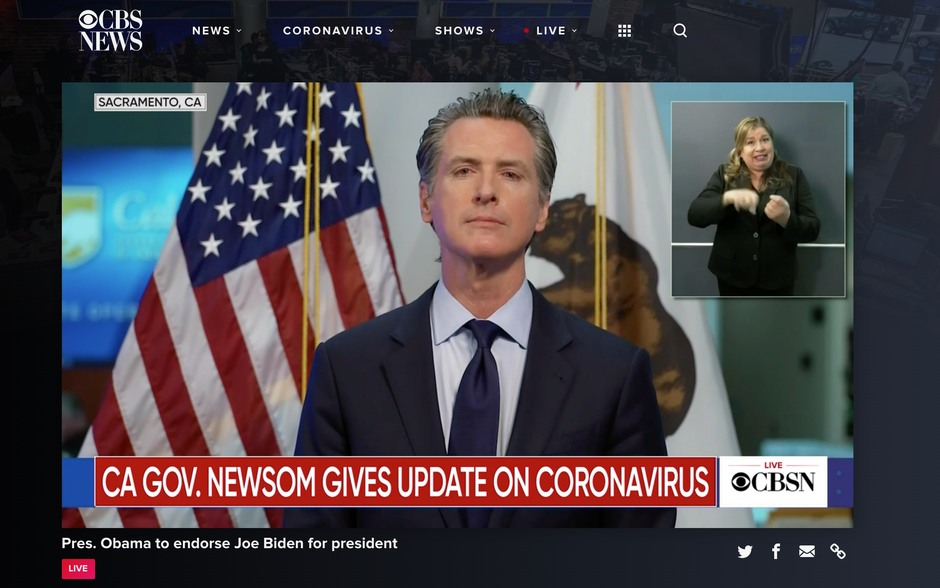 CBS NEWS
NEWS
CORONAVIRUS
SHOWS
LIVE
SACRAMENTO, CA
CA GOV. NEWSOM GIVES UPDATE ON CORONAVIRUS
LIVE
CBSN
Pres. Obama to endorse Joe Biden for president
LIVE